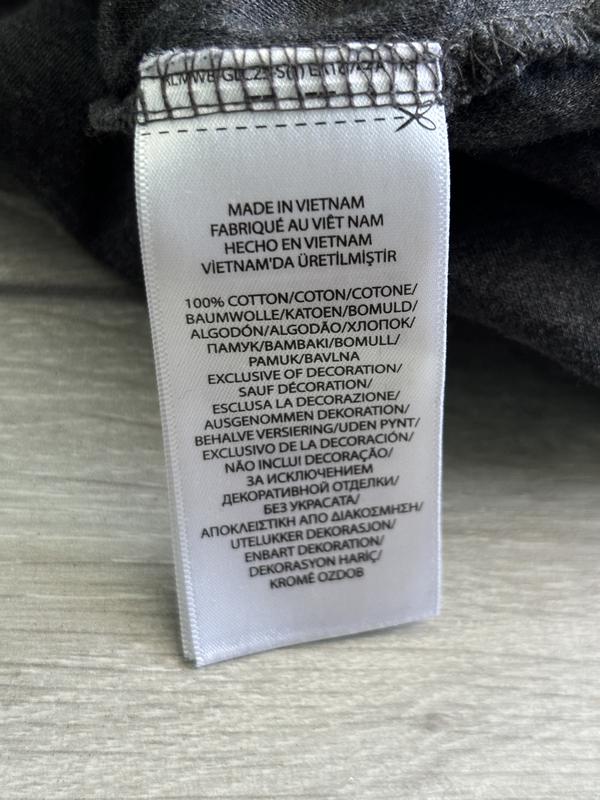 MADE IN VIETNAM
FABRIQUÉ AU VIÊT NAM
HECHO EN VIETNAM
VİETNAM'DA ÜRETİLMİŞTİR
100% COTTON/COTON/COTONE/
BAUMWOLLE/KATOEN/BOMULD/
ALGODÓN/ALGODÃO/ХЛОПОК/
ПАМУК/ΒΑΜΒΑΚΙ/BOMULL/
PAMUK/BAVLNA
EXCLUSIVE OF DECORATION/
SAUF DÉCORATION/
ESCLUSA LA DECORAZIONE/
AUSGENOMMEN DEKORATION/
BEHALVE VERSIERING/UDEN PYNT/
EXCLUSIVO DE LA DECORACIÓN/
NÃO INCLUI DECORAÇÃO/
ЗА ИСКЛЮЧЕНИЕМ
ДЕКОРАТИВНОЙ ОТДЕЛКИ/
БЕЗ УКРАСАТА/
ΑΠΟΚΛΕΙΣΤΙΚΗ ΑΠΟ ΔΙΑΚΟΣΜΗΣΗ/
UTELUKKER DEKORASJON/
ENBART DEKORATION/
DEKORASYON HARİÇ/
KROMĚ OZDOB